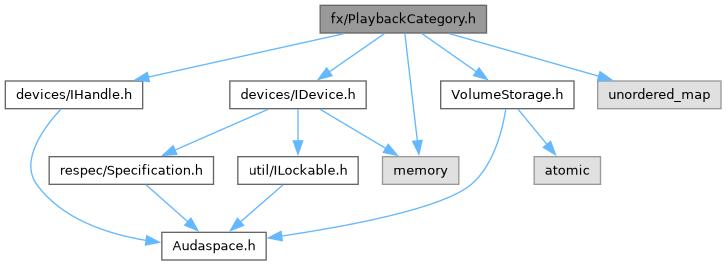 fx/PlaybackCategory.h
devices/IHandle.h
devices/IDevice.h
VolumeStorage.h
unordered_map
respec/Specification.h
util/ILockable.h
memory
atomic
Audaspace.h